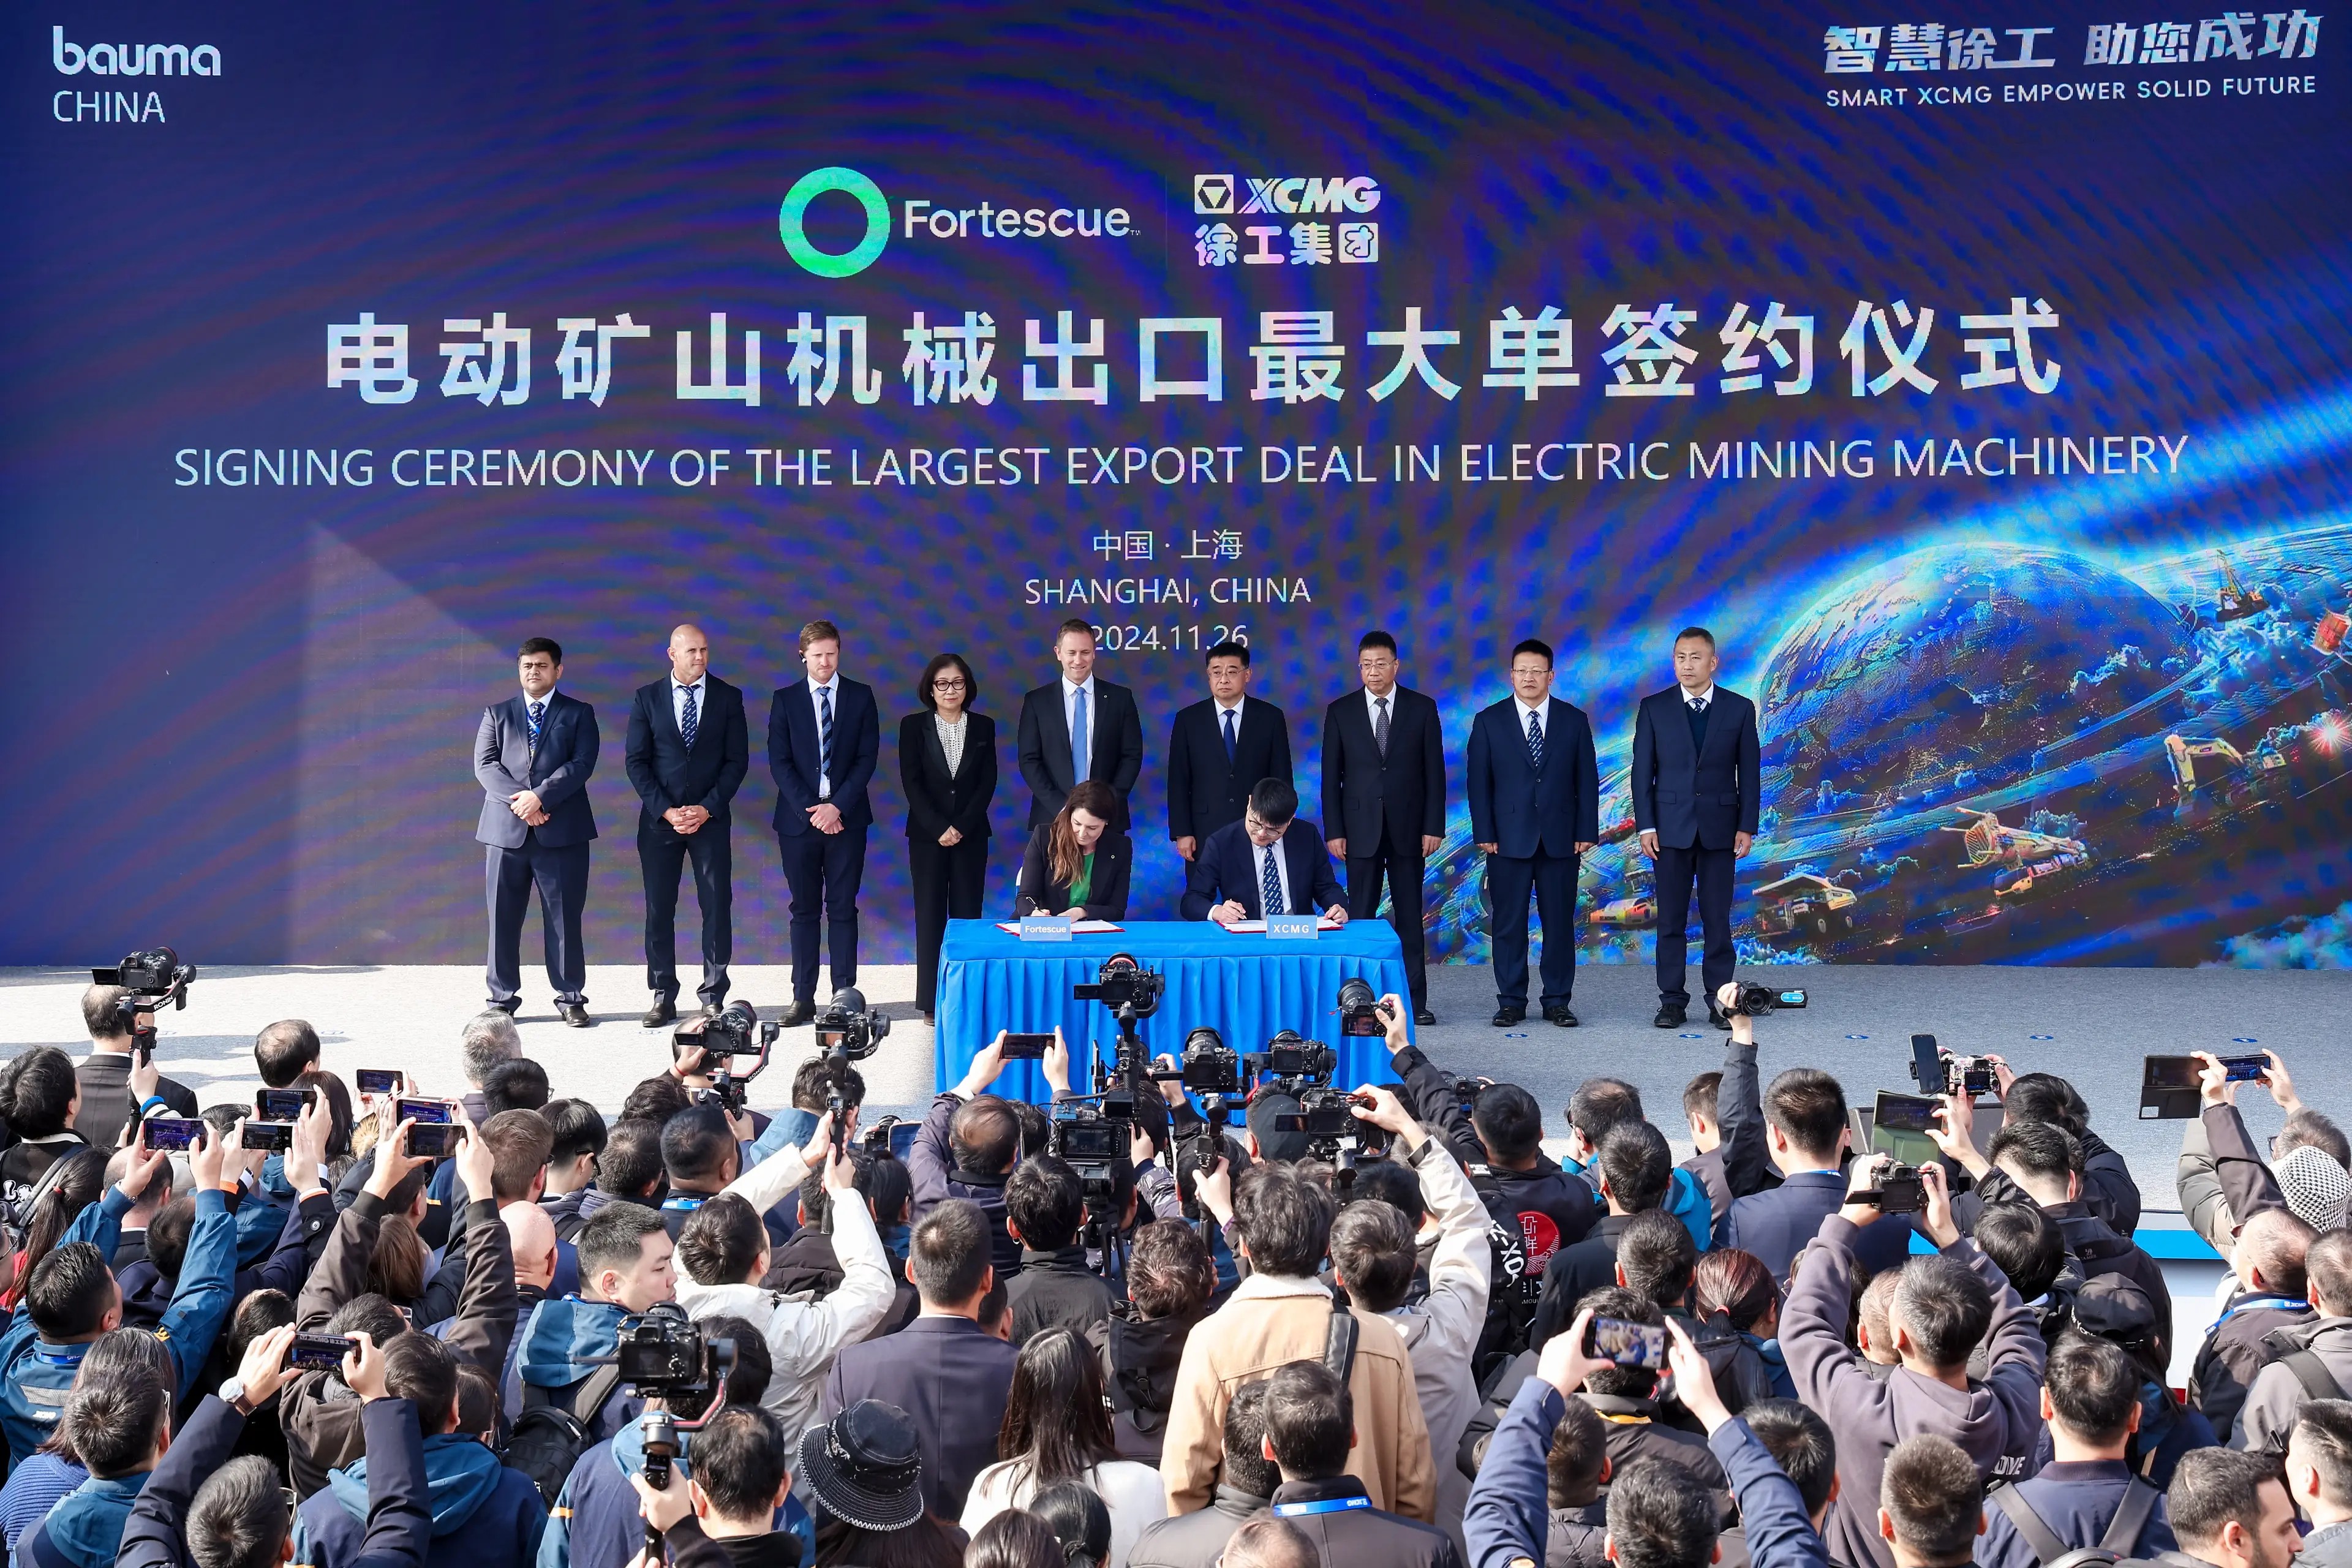 bauma
CHINA
智慧徐工 助您成功
SMART XCMG EMPOWER SOLID FUTURE
Fortescue™
XCMG
徐工集团
电动矿山机械出口最大单签约仪式
SIGNING CEREMONY OF THE LARGEST EXPORT DEAL IN ELECTRIC MINING MACHINERY
中国·上海
SHANGHAI, CHINA
2024.11.26
Fortescue
XCMG